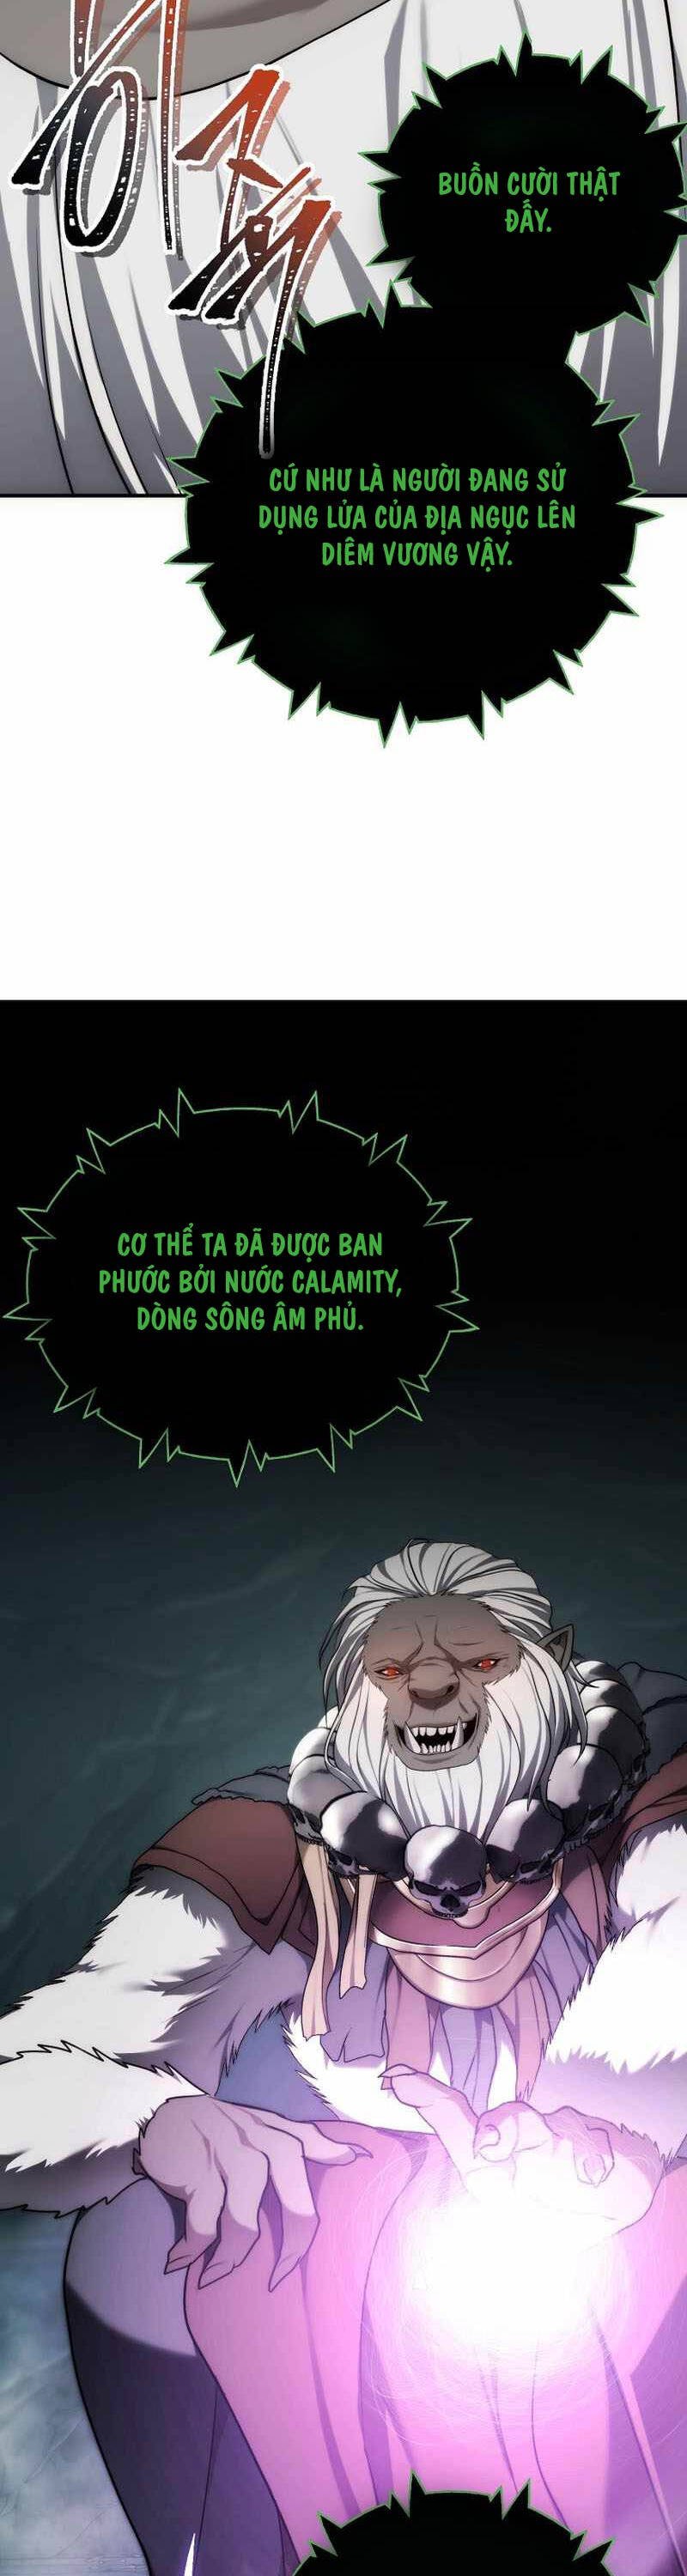 BUỒN CƯỜI THẬT
ĐẤY.
CỨ NHƯ LÀ NGƯỜI ĐANG SỬ
DỤNG LỬA CỦA ĐỊA NGỤC LÊN
DIÊM VƯƠNG VẬY.
CƠ THỂ TA ĐÃ ĐƯỢC BAN
PHƯỚC BỞI NƯỚC CALAMITY,
DÒNG SÔNG ÂM PHỦ.